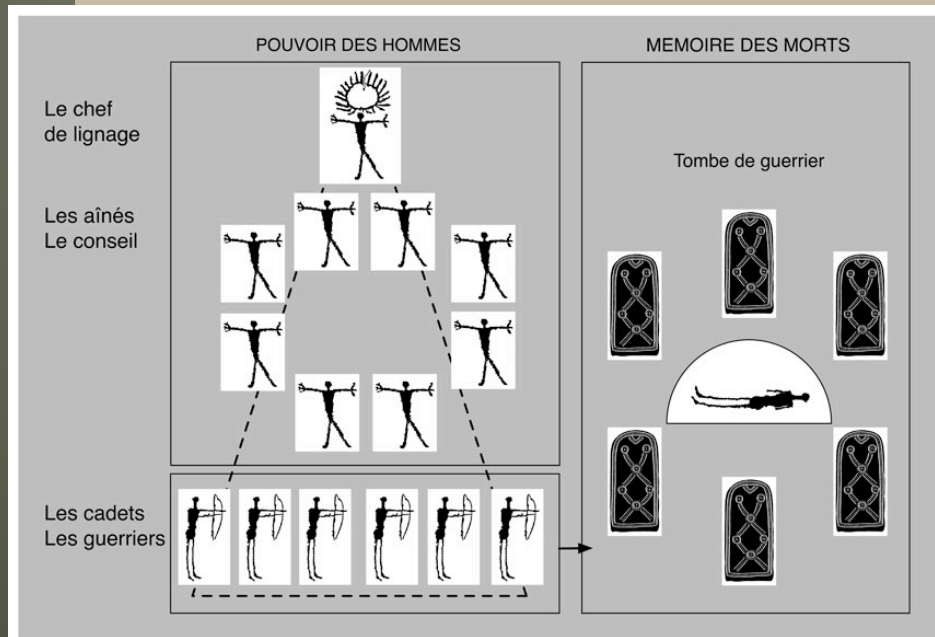 POUVOIR DES HOMMES
MEMOIRE DES MORTS
Le chef
de lignage
Tombe de guerrier
Les aînés
Le conseil
Les cadets
Les guerriers